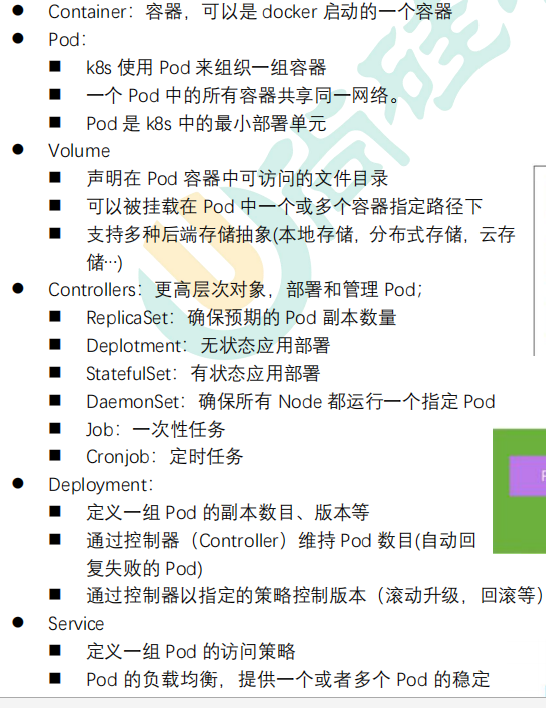 ● Container：容器，可以是 docker 启动的一个容器
● Pod：
■ k8s 使用 Pod 来组织一组容器
■ 一个 Pod 中的所有容器共享同一网络。
■ Pod 是 k8s 中的最小部署单元
● Volume
■ 声明在 Pod 容器中可访问的文件目录
■ 可以被挂载在 Pod 中一个或多个容器指定路径下
■ 支持多种后端存储抽象(本地存储，分布式存储，云存
储…)
● Controllers：更高层次对象，部署和管理 Pod；
■ ReplicaSet：确保预期的 Pod 副本数量
■ Deplotment：无状态应用部署
■ StatefulSet：有状态应用部署
■ DaemonSet：确保所有 Node 都运行一个指定 Pod
■ Job：一次性任务
■ Cronjob：定时任务
● Deployment：
■ 定义一组 Pod 的副本数目、版本等
■ 通过控制器（Controller）维持 Pod 数目(自动回
复失败的 Pod)
■ 通过控制器以指定的策略控制版本（滚动升级，回滚等）
● Service
■ 定义一组 Pod 的访问策略
■ Pod 的负载均衡，提供一个或者多个 Pod 的稳定